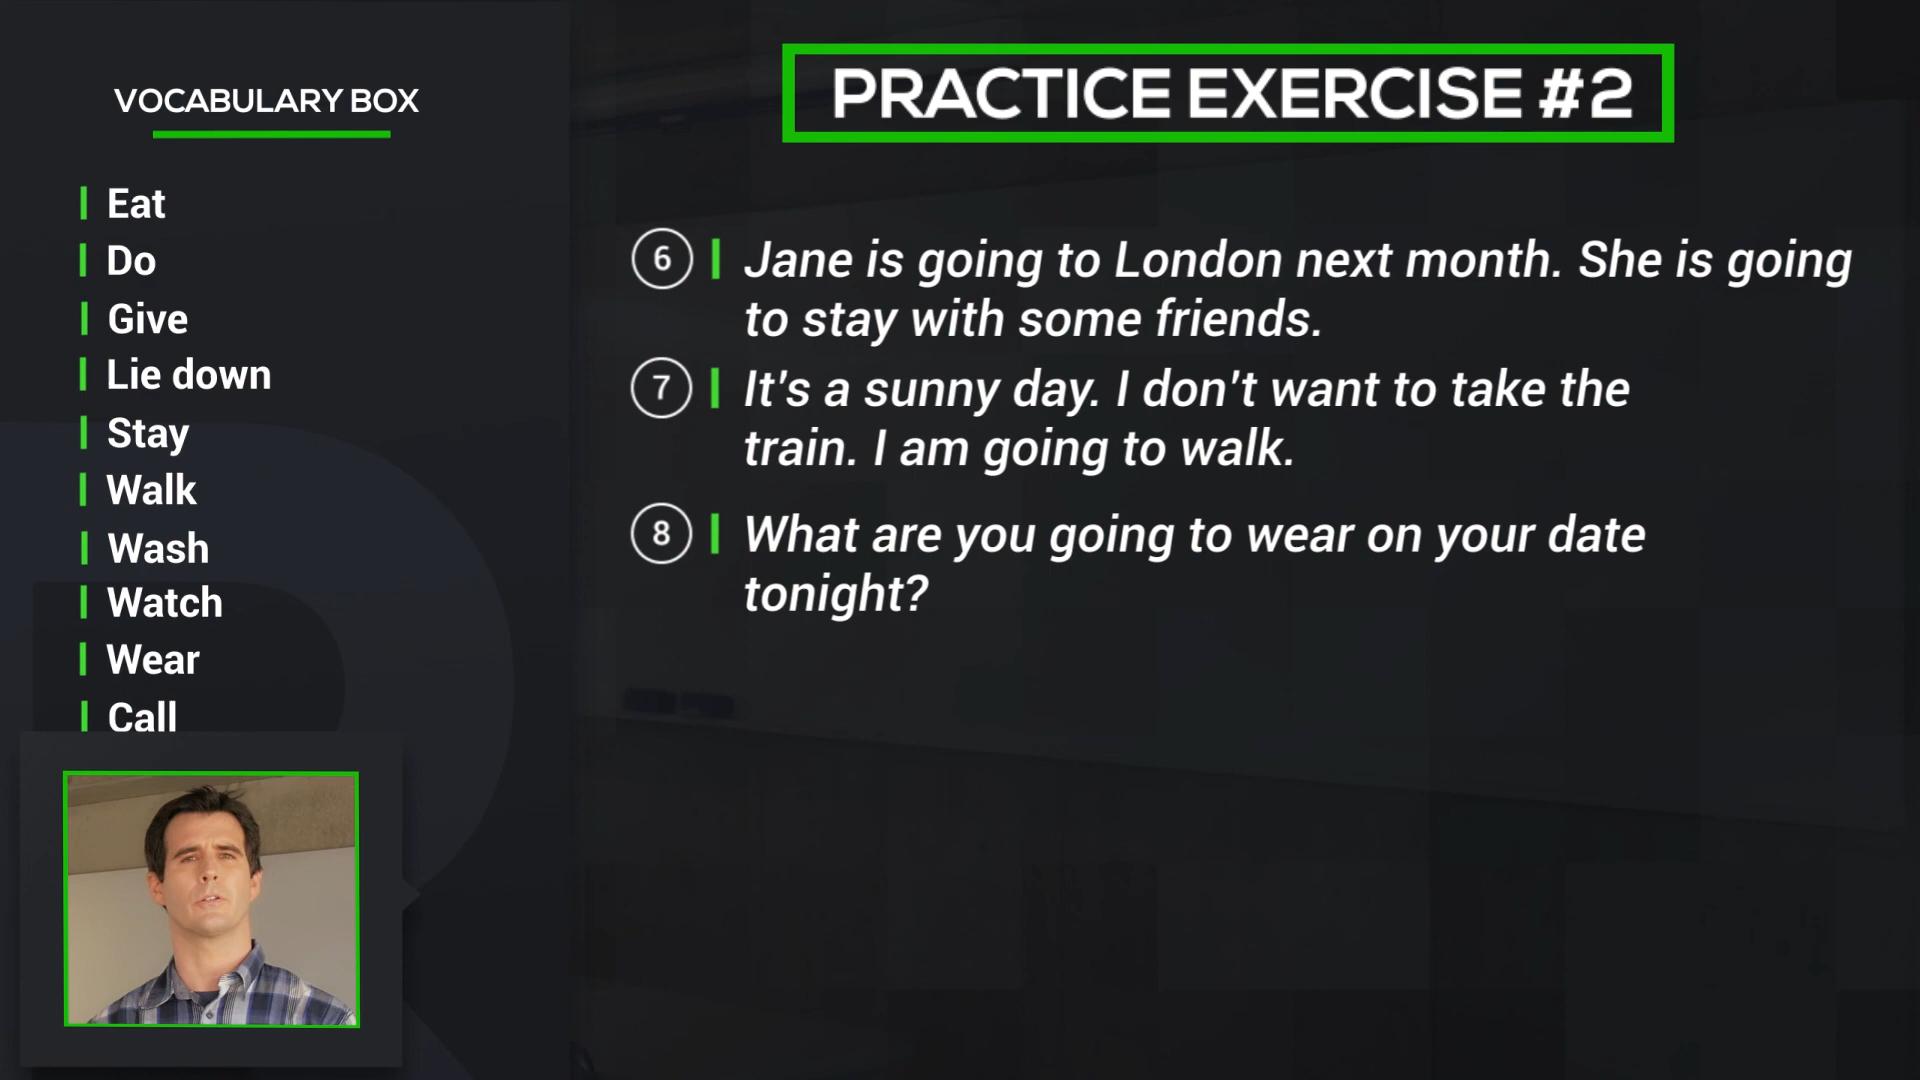 VOCABULARY BOX
Eat
Do
Give
Lie down
Stay
Walk
Wash
Watch
Wear
Call
PRACTICE EXERCISE #2
6 Jane is going to London next month. She is going
to stay with some friends.
7 It's a sunny day. I don't want to take the
train. I am going to walk.
8 What are you going to wear on your date
tonight?